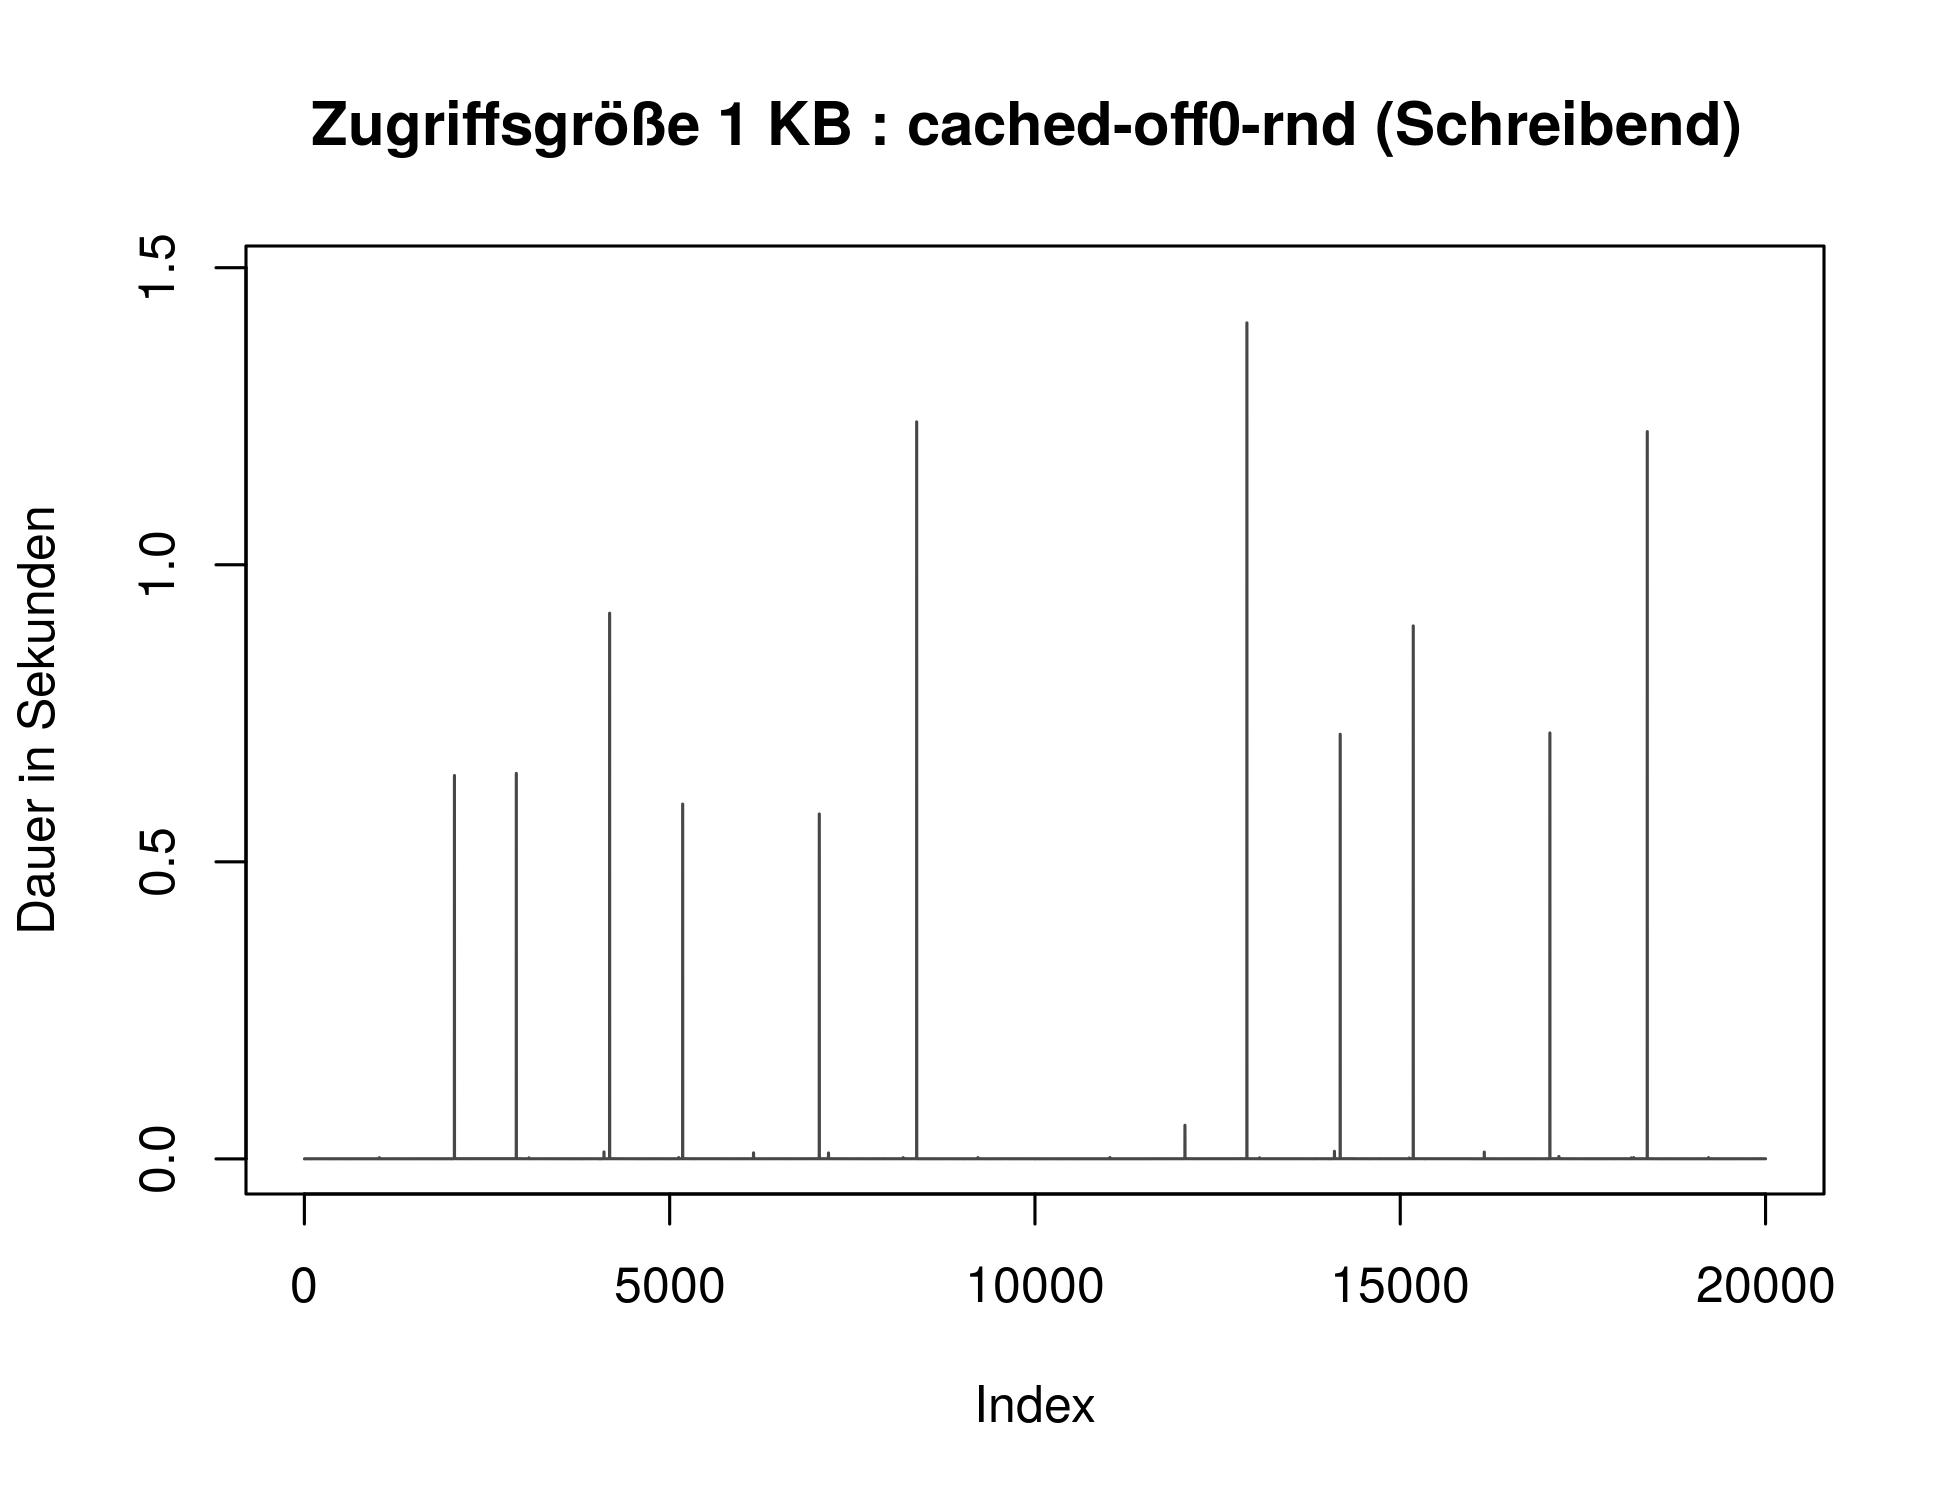 Zugriffsgröße 1 KB : cached-off0-rnd (Schreibend)
Dauer in Sekunden
1.5
1.0
0.5
0.0
0 5000 10000 15000 20000
Index